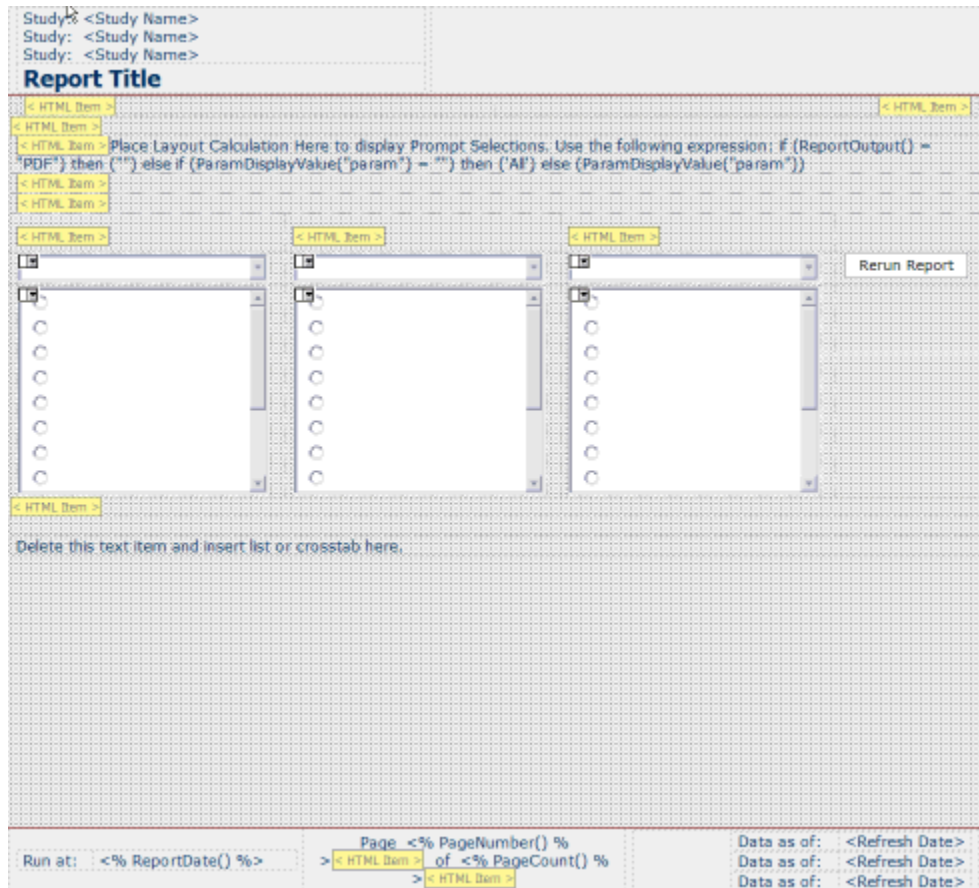 Study: <Study Name>
Study: <Study Name>
Study: <Study Name>
Report Title
< HTML Item > < HTML Item >
< HTML Item >
< HTML Item > Place Layout Calculation Here to display Prompt Selections. Use the following expression: if (ReportOutput() =
"PDF") then ("") else if (ParamDisplayValue("param") = "") then ('All') else (ParamDisplayValue("param"))
< HTML Item >
< HTML Item >
< HTML Item > < HTML Item > < HTML Item >
Rerun Report
< HTML Item >
Delete this text item and insert list or crosstab here.
Page <% PageNumber() % Data as of: <Refresh Date>
Run at: <% ReportDate() %> > < HTML Item > of <% PageCount() % Data as of: <Refresh Date>
> < HTML Item > Data as of: <Refresh Date>